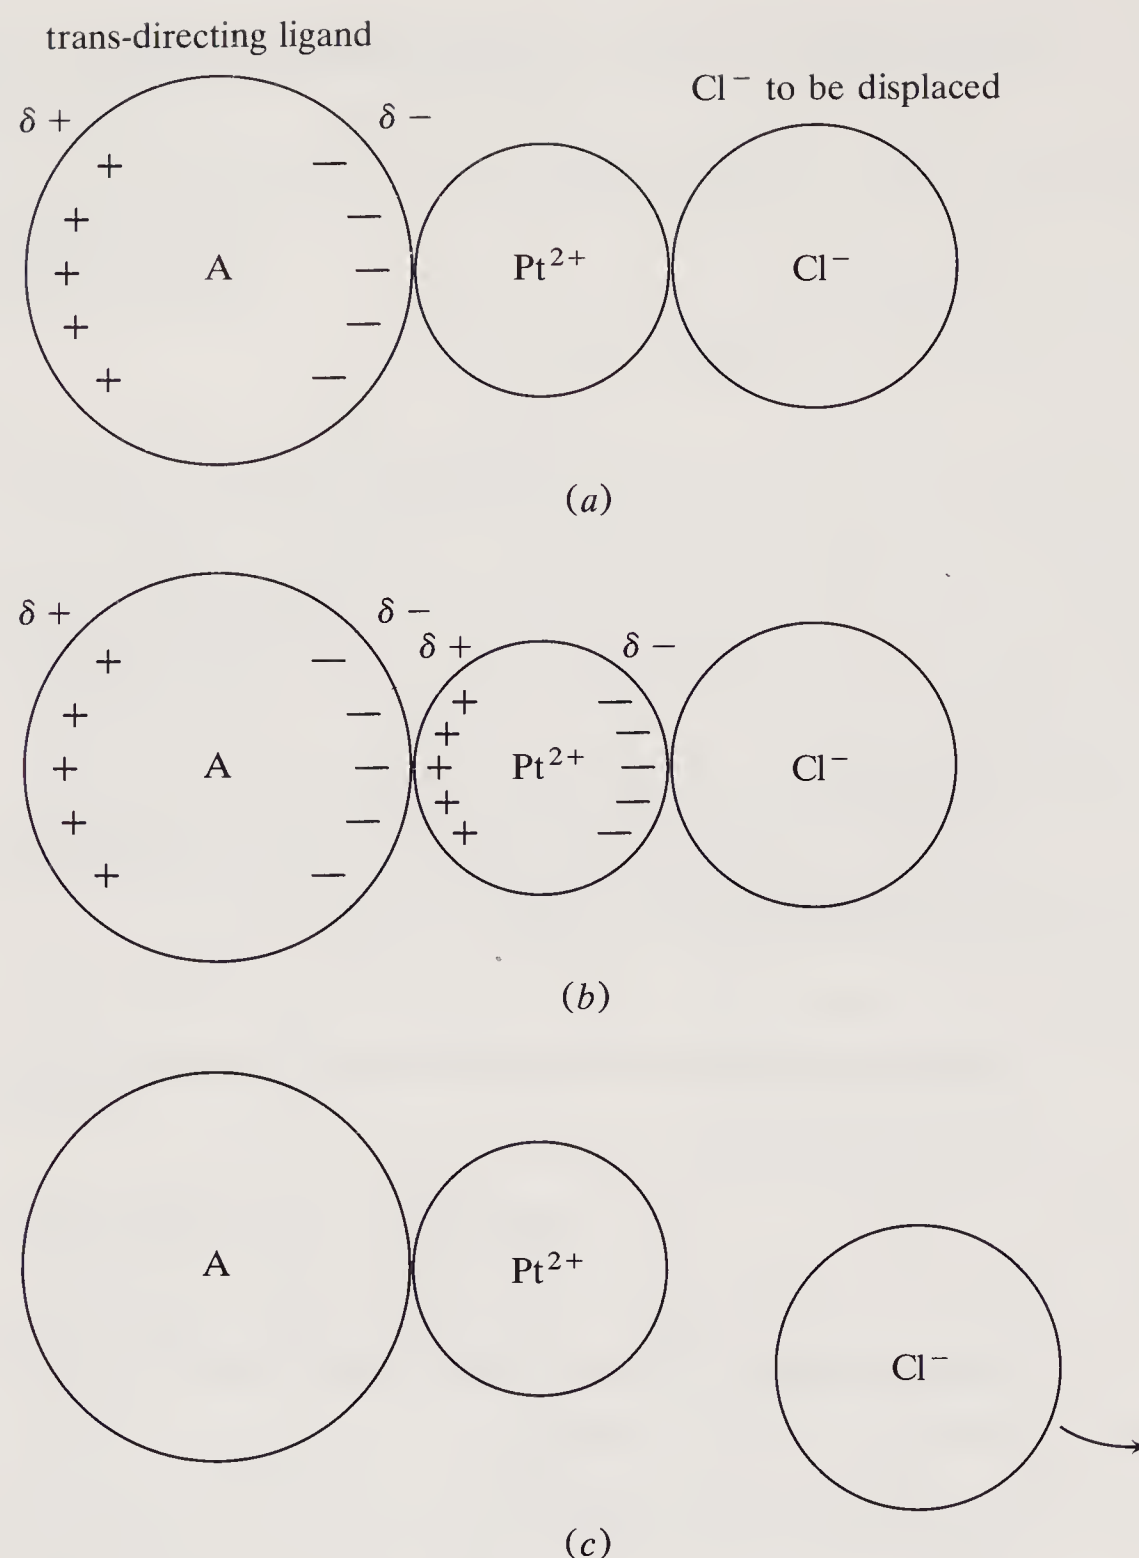 trans-directing ligand
Cl⁻ to be displaced
δ + δ −
+ −
+ −
+ A − Pt²⁺ Cl⁻
+ −
+ −
(a)
δ + δ −
δ + δ −
+ − + −
+ − + −
+ A − + Pt²⁺ − Cl⁻
+ − + −
+ − + −
(b)
A Pt²⁺
Cl⁻
(c)